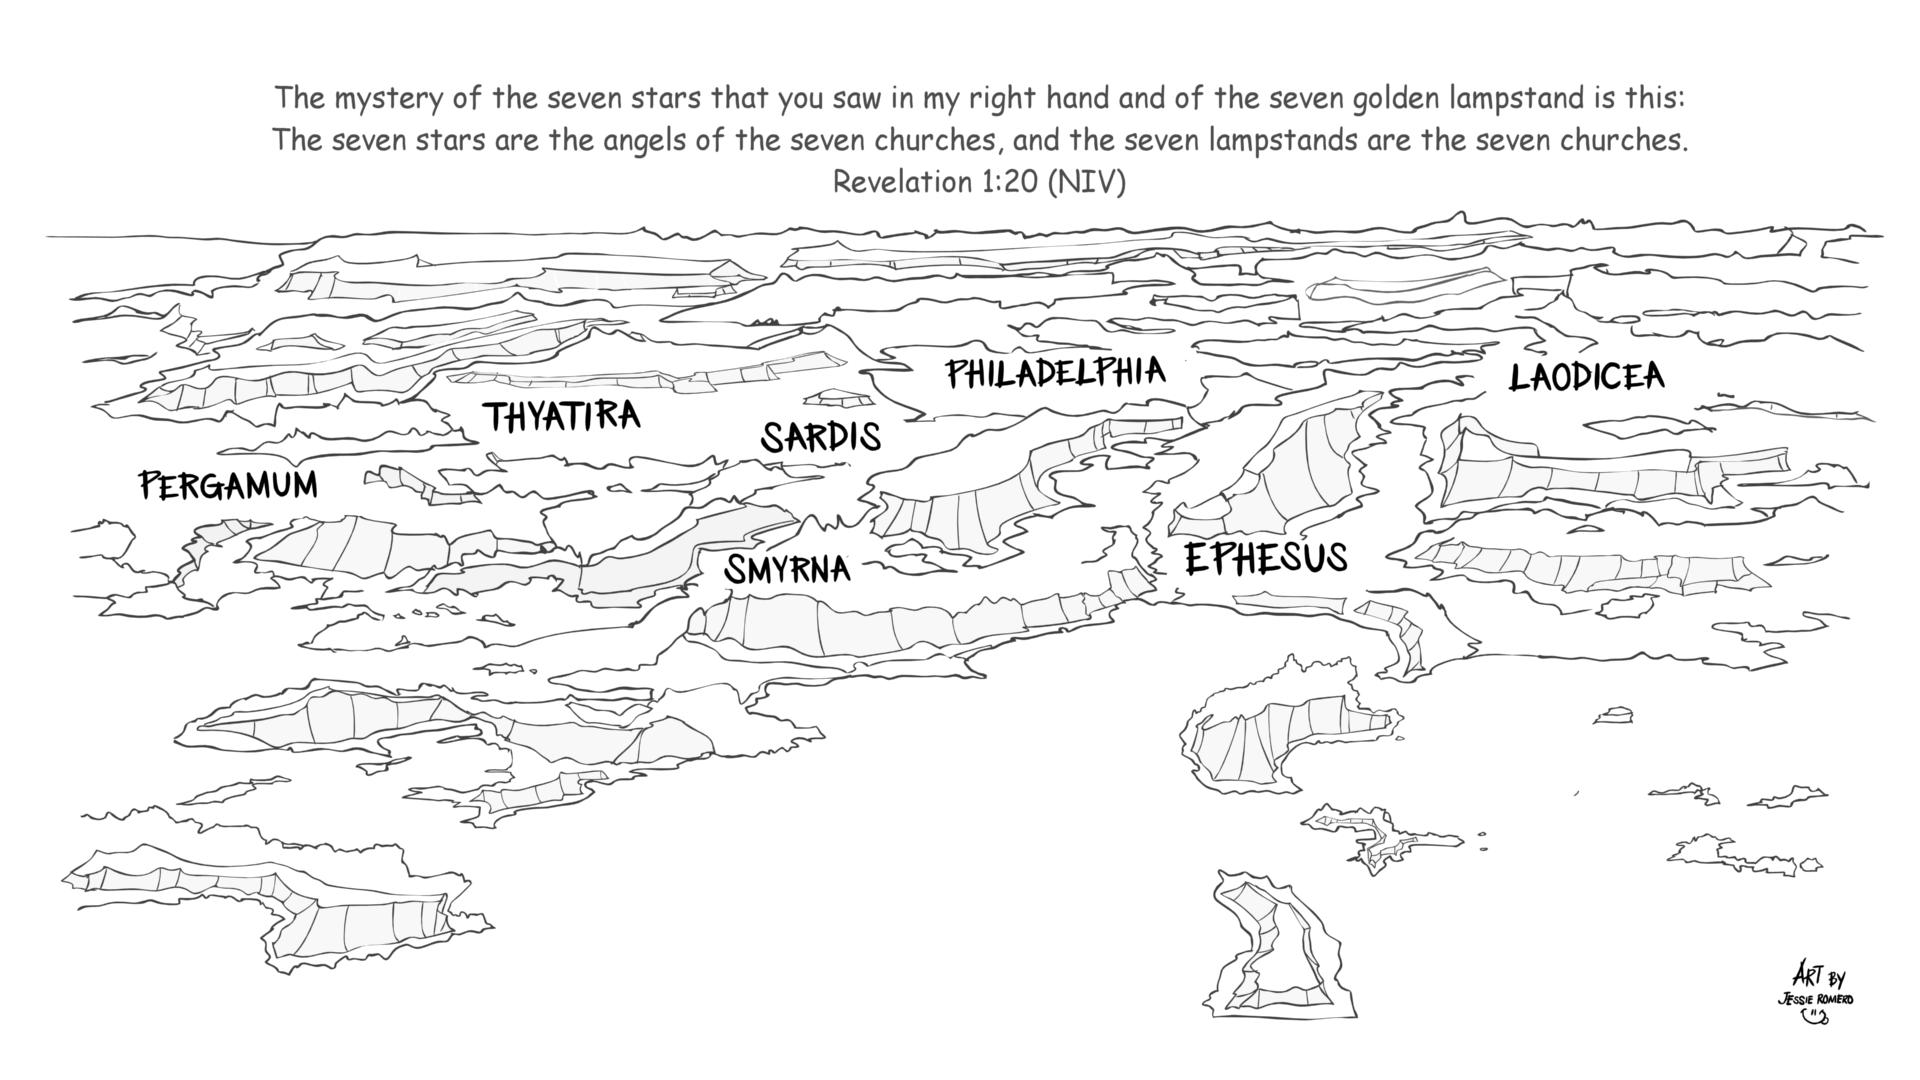 The mystery of the seven stars that you saw in my right hand and of the seven golden lampstand is this:
The seven stars are the angels of the seven churches, and the seven lampstands are the seven churches.
Revelation 1:20 (NIV)
PHILADELPHIA
LAODICEA
THYATIRA
SARDIS
PERGAMUM
SMYRNA
EPHESUS
ART BY
JESSIE ROMERO